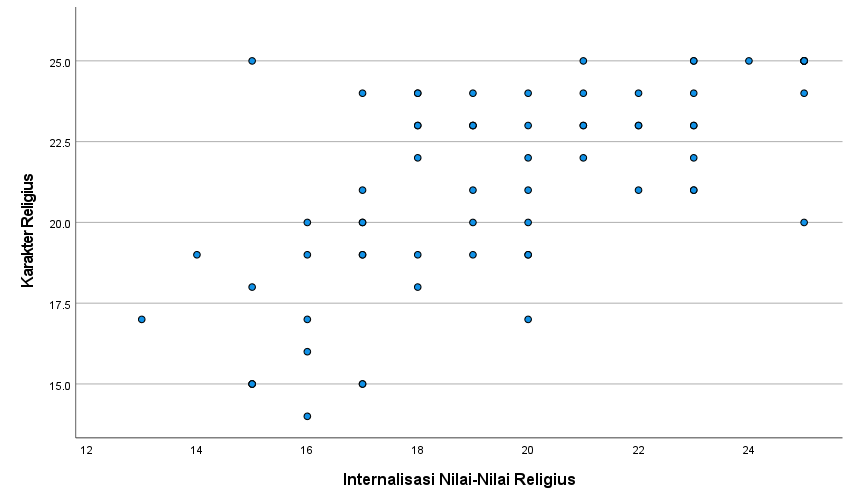 25.0
22.5
20.0
17.5
15.0
Karakter Religius
12 14 16 18 20 22 24
Internalisasi Nilai-Nilai Religius